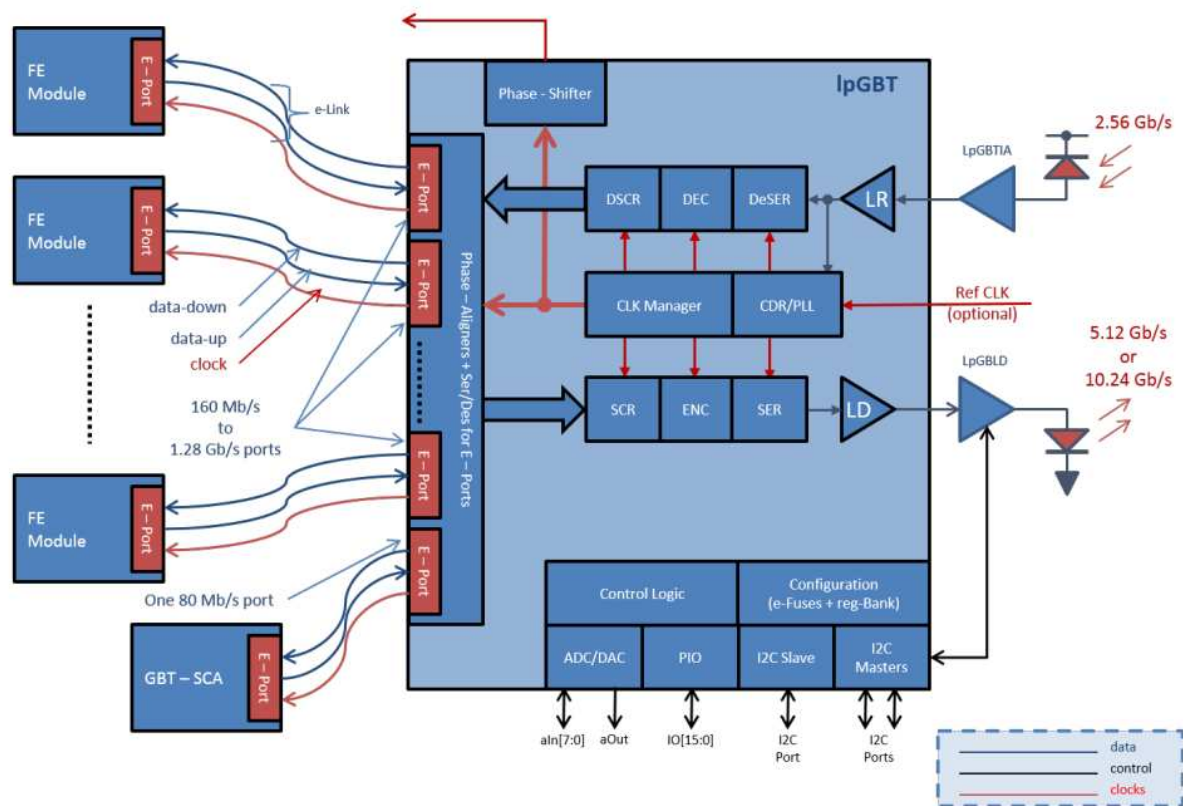 FE
Module
E – Port
e-Link
Phase - Shifter
lpGBT
2.56 Gb/s
LpGBTIA
E – Port
DSCR
DEC
DeSER
LR
FE
Module
E – Port
E – Port
data-down
data-up
clock
Phase – Aligners + Ser/Des for E – Ports
CLK Manager
CDR/PLL
Ref CLK
(optional)
5.12 Gb/s
or
10.24 Gb/s
LpGBLD
160 Mb/s
to
1.28 Gb/s ports
SCR
ENC
SER
LD
FE
Module
E – Port
E – Port
One 80 Mb/s port
E – Port
GBT – SCA
E – Port
Control Logic
Configuration
(e-Fuses + reg-Bank)
ADC/DAC
PIO
I2C Slave
I2C
Masters
aIn[7:0]
aOut
IO[15:0]
I2C
Port
I2C
Ports
data
control
clocks